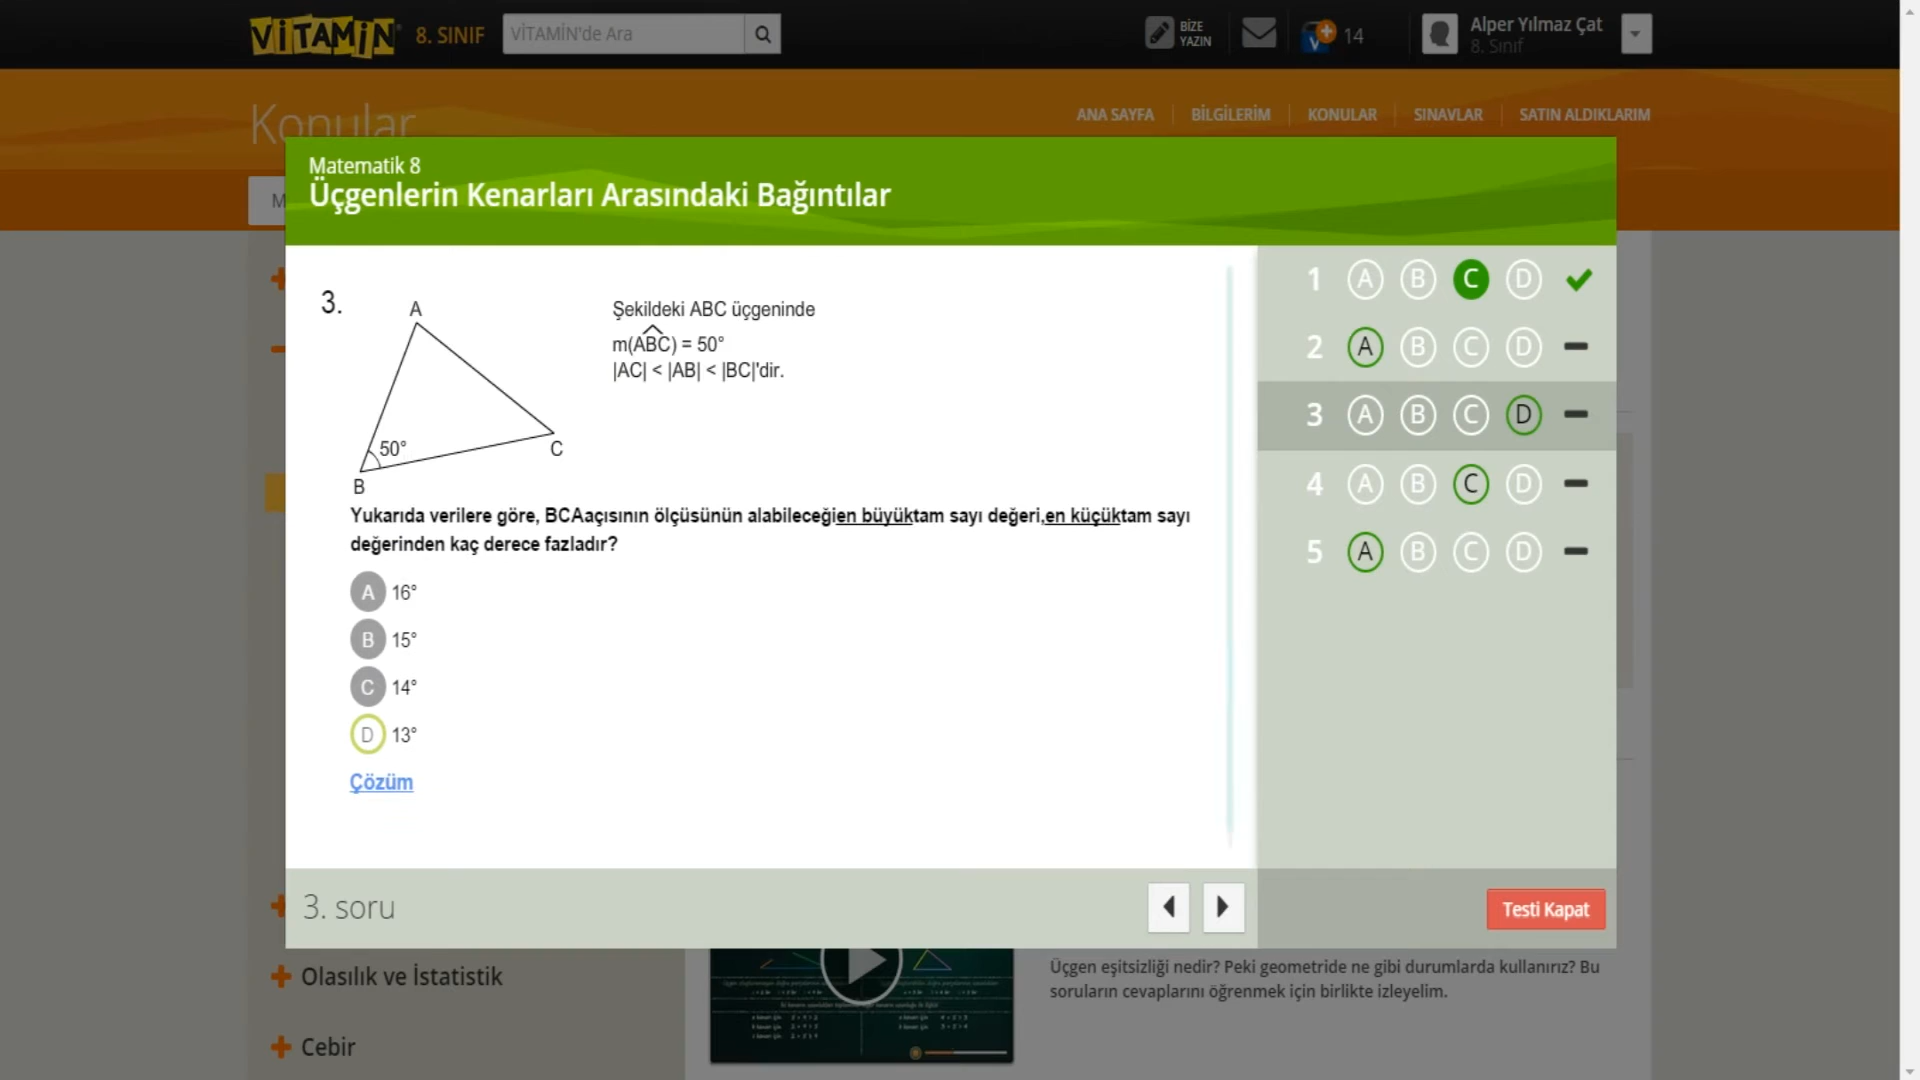 VİTAMİN 8. SINIF
VİTAMİN'de Ara
BİZE
YAZIN
14
Alper Yılmaz Çat
8. Sınıf
Konular
ANA SAYFA
BİLGİLERİM
KONULAR
SINAVLAR
SATIN ALDIKLARIM
M
Matematik 8
Üçgenlerin Kenarları Arasındaki Bağıntılar
3.
A
50°
B
C
Şekildeki ABC üçgeninde
m(ABC) = 50°
|AC| < |AB| < |BC|'dir.
Yukarıda verilere göre, BCAaçısının ölçüsünün alabileceğien büyüktam sayı değeri,en küçüktam sayı
değerinden kaç derece fazladır?
A 16°
B 15°
C 14°
D 13°
Çözüm
1 A B C D
2 A B C D
3 A B C D
4 A B C D
5 A B C D
3. soru
Testi Kapat
Olasılık ve İstatistik
Cebir
Üçgen eşitsizliği nedir? Peki geometride ne gibi durumlarda kullanırız? Bu
soruların cevaplarını öğrenmek için birlikte izleyelim.